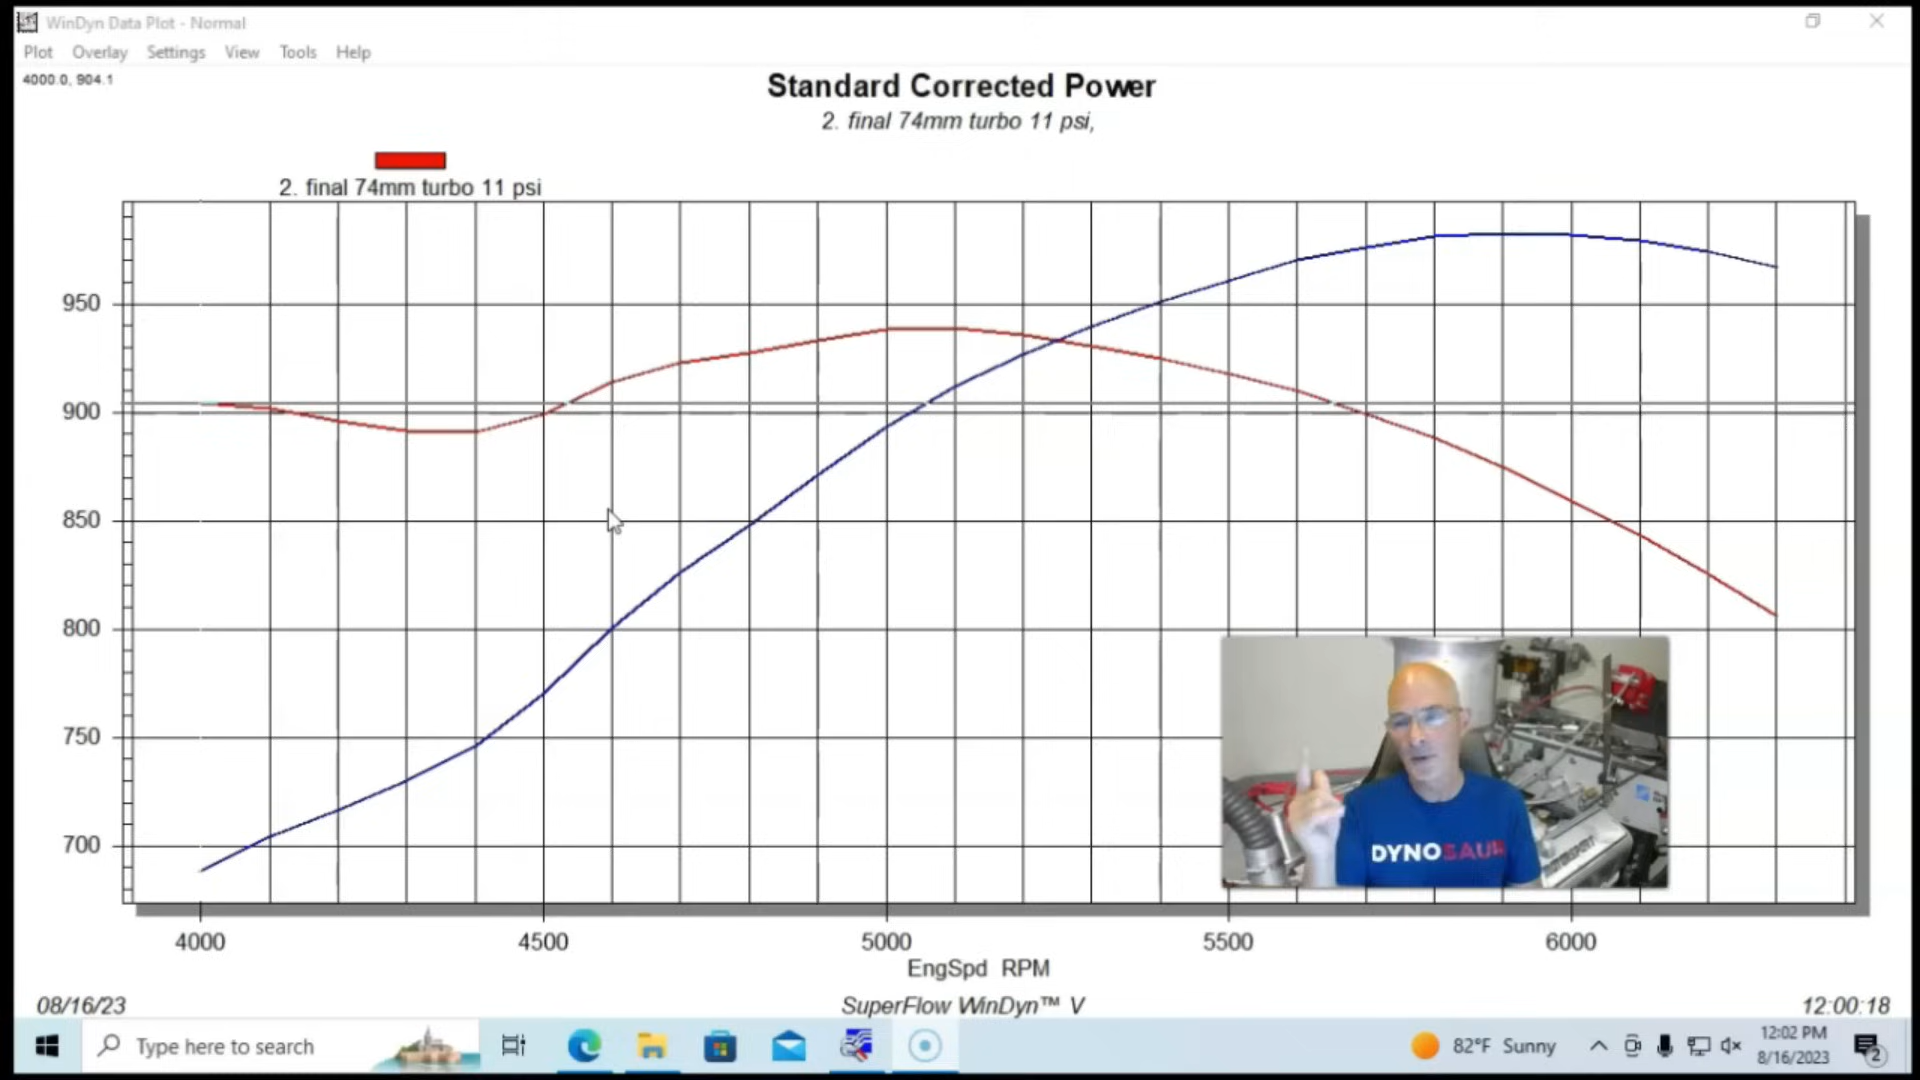 WinDyn Data Plot - Normal
Plot Overlay Settings View Tools Help
4000.0, 904.1
Standard Corrected Power
2. final 74mm turbo 11 psi,
2. final 74mm turbo 11 psi
950
900
850
800
750
700
DYNOSAUR
4000 4500 5000 5500 6000
EngSpd RPM
08/16/23 SuperFlow WinDyn™ V 12:00:18
Type here to search 82°F Sunny 12:02 PM
8/16/2023 2